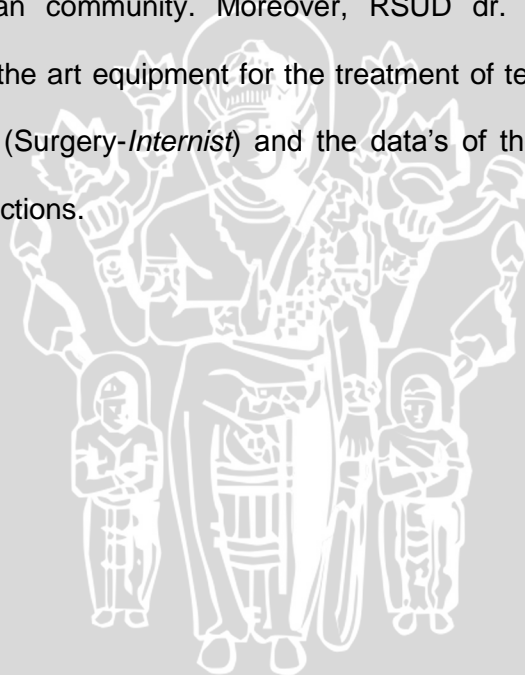 an community. Moreover, RSUD dr.
the art equipment for the treatment of te
(Surgery-Internist) and the data's of th
ctions.